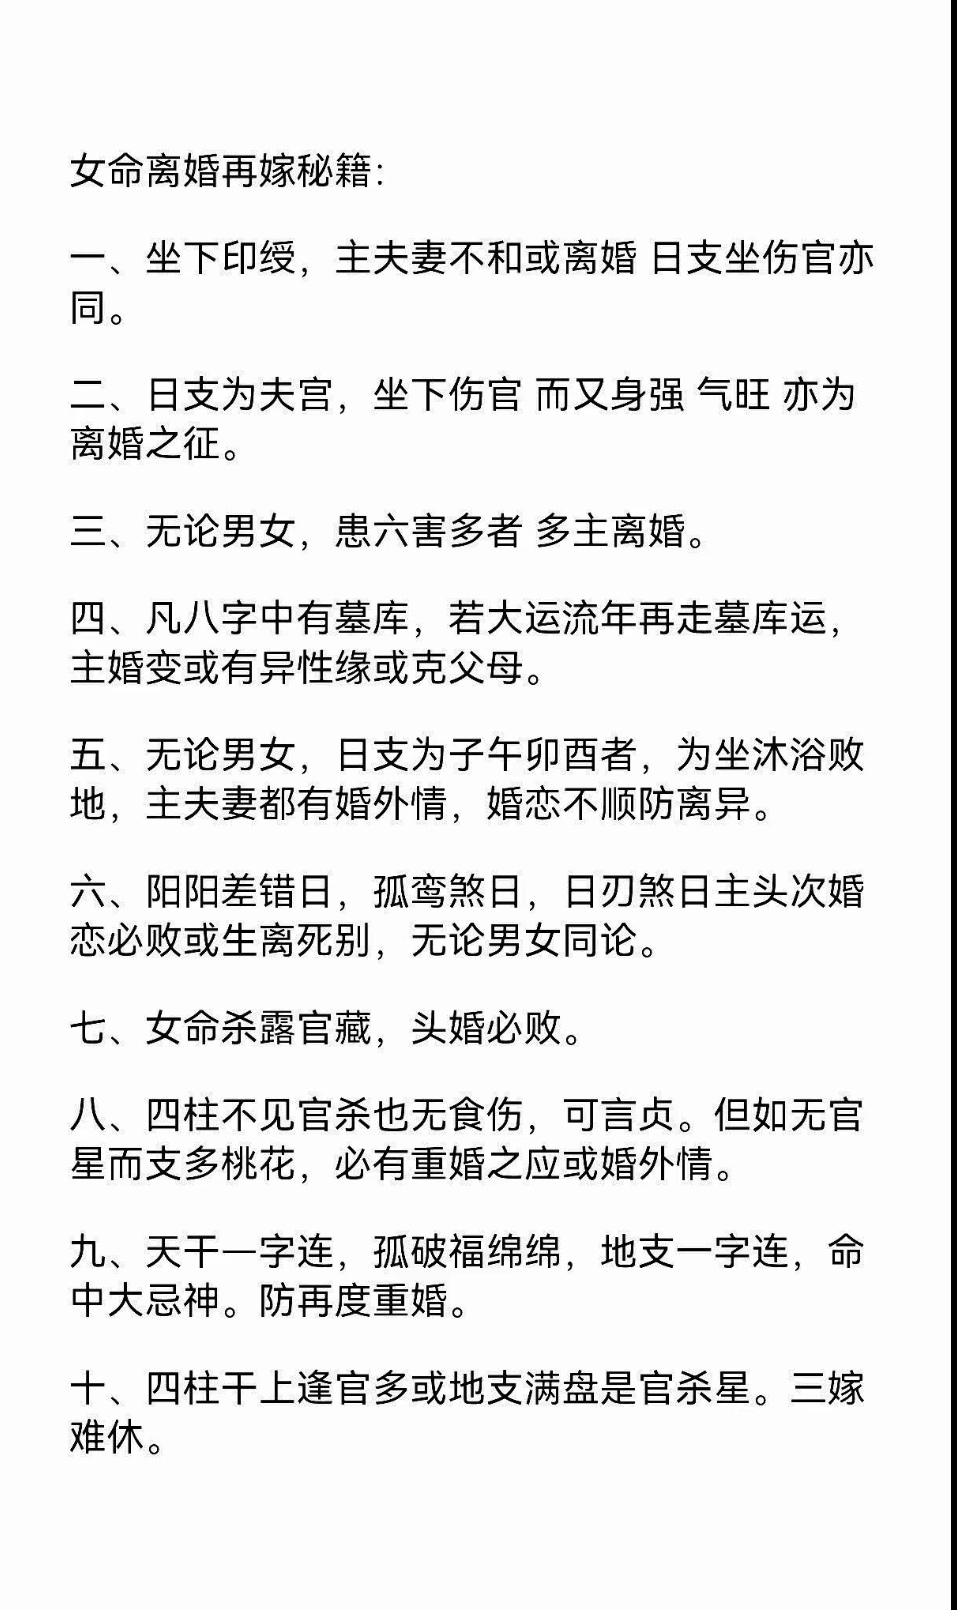 女命离婚再嫁秘籍：
一、坐下印绶，主夫妻不和或离婚 日支坐伤官亦
同。
二、日支为夫宫，坐下伤官 而又身强 气旺 亦为
离婚之征。
三、无论男女，患六害多者 多主离婚。
四、凡八字中有墓库，若大运流年再走墓库运，
主婚变或有异性缘或克父母。
五、无论男女，日支为子午卯酉者，为坐沐浴败
地，主夫妻都有婚外情，婚恋不顺防离异。
六、阳阳差错日，孤鸾煞日，日刃煞日主头次婚
恋必败或生离死别，无论男女同论。
七、女命杀露官藏，头婚必败。
八、四柱不见官杀也无食伤，可言贞。但如无官
星而支多桃花，必有重婚之应或婚外情。
九、天干一字连，孤破福绵绵，地支一字连，命
中大忌神。防再度重婚。
十、四柱干上逢官多或地支满盘是官杀星。三嫁
难休。